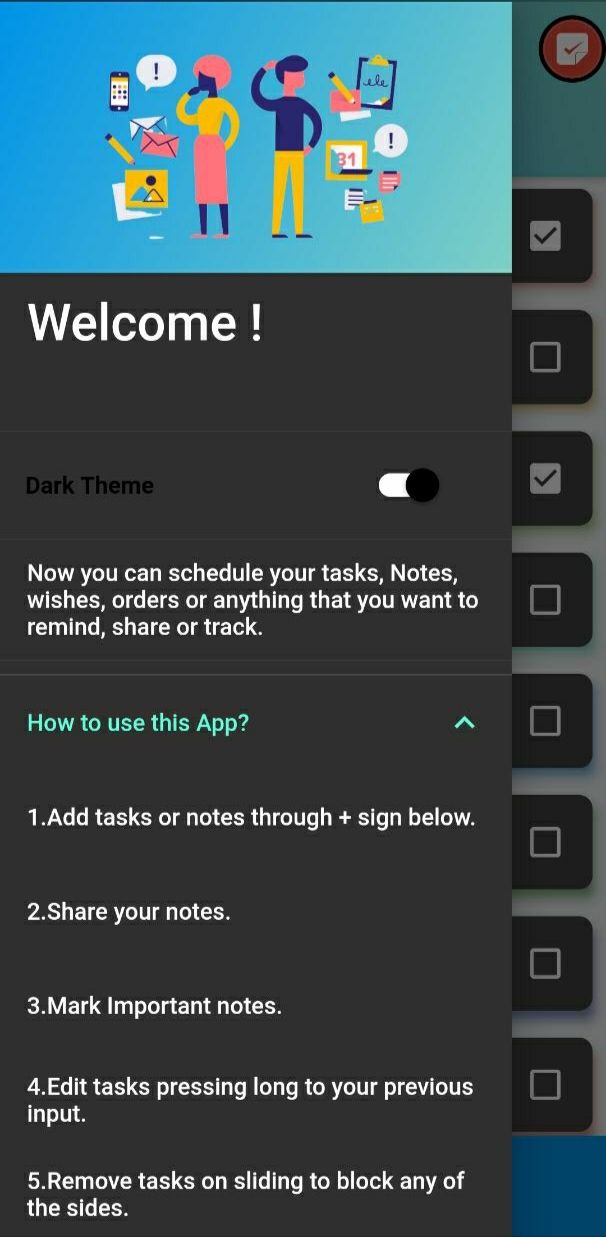 !
ele
!
31
Welcome !
Dark Theme
Now you can schedule your tasks, Notes,
wishes, orders or anything that you want to
remind, share or track.
How to use this App?
1.Add tasks or notes through + sign below.
2.Share your notes.
3.Mark Important notes.
4.Edit tasks pressing long to your previous
input.
5.Remove tasks on sliding to block any of
the sides.